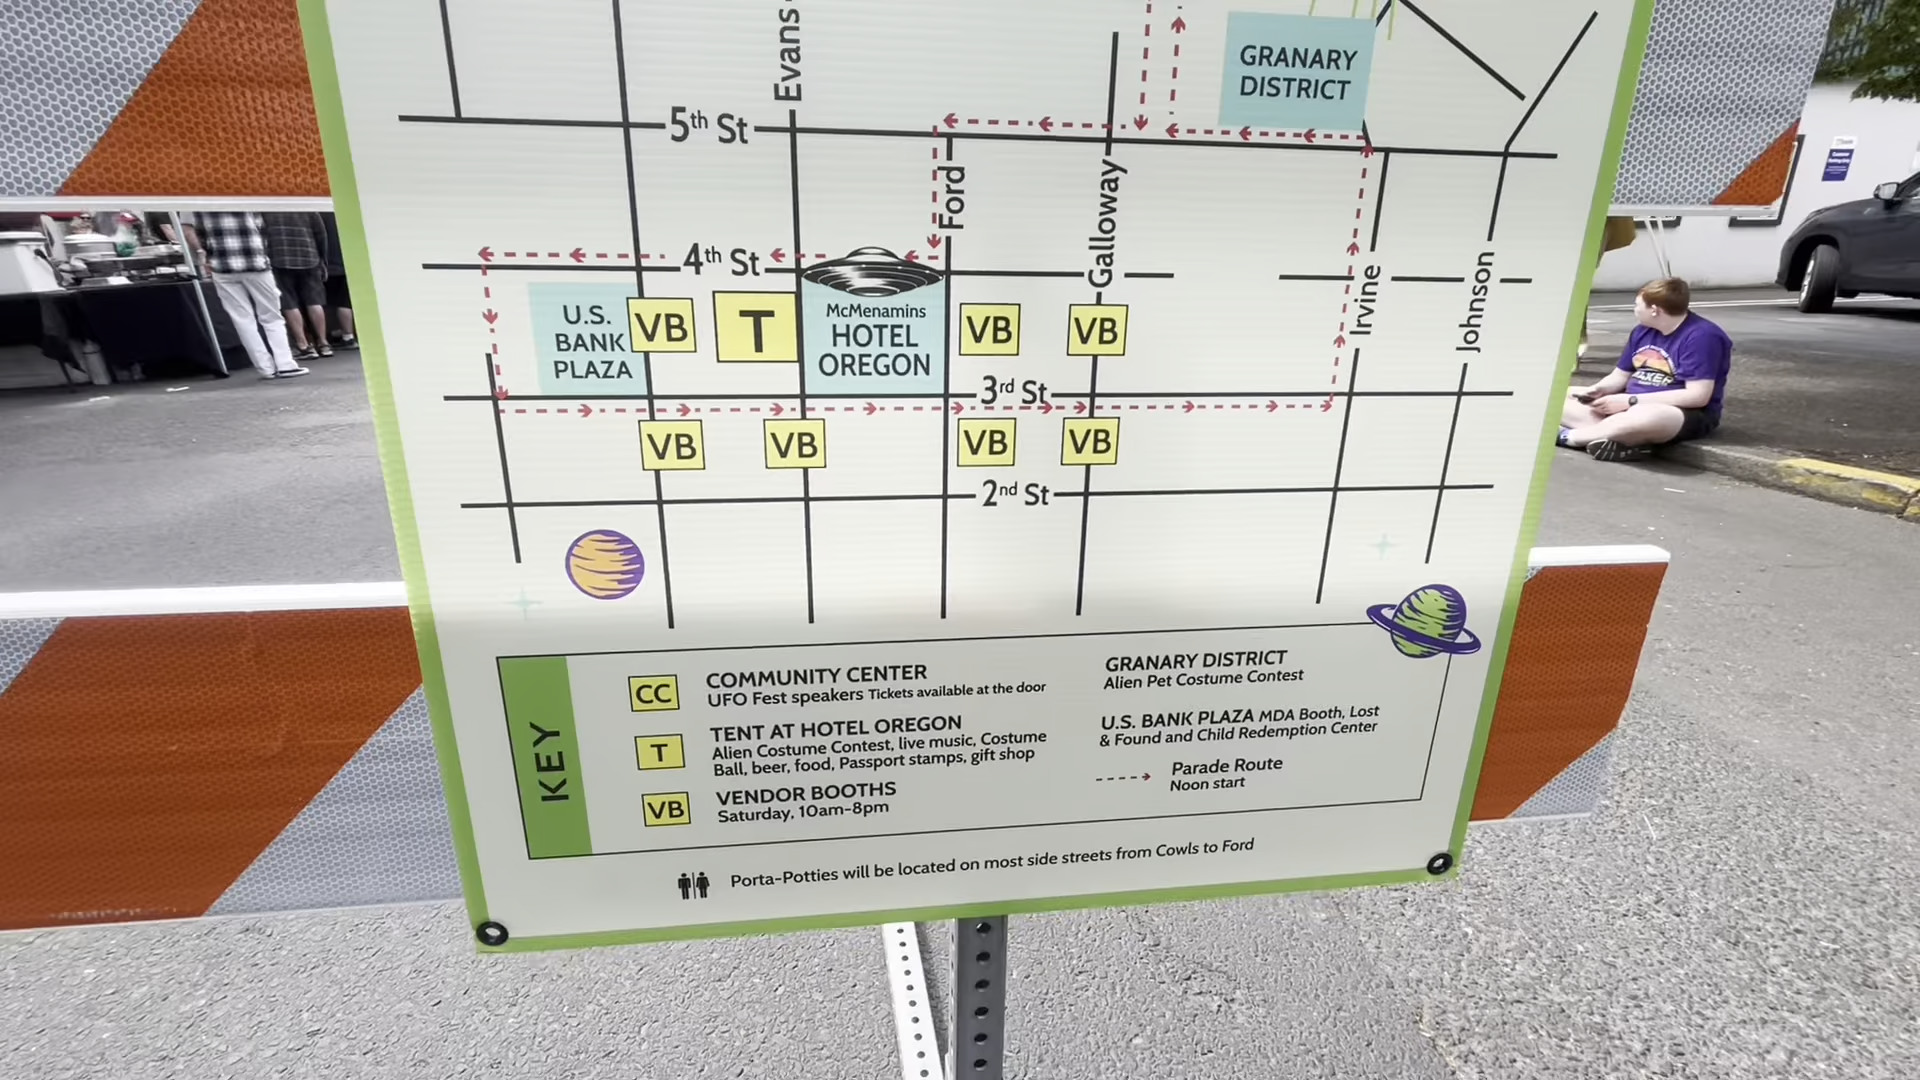 Evans
GRANARY
DISTRICT
5th St
Ford
Galloway
4th St
Irvine
Johnson
U.S.
BANK
PLAZA
VB
T
McMenamins
HOTEL
OREGON
VB
VB
3rd St
VB
VB
VB
VB
2nd St
KEY
CC
COMMUNITY CENTER
UFO Fest speakers Tickets available at the door
T
TENT AT HOTEL OREGON
Alien Costume Contest, live music, Costume
Ball, beer, food, Passport stamps, gift shop
VB
VENDOR BOOTHS
Saturday, 10am-8pm
GRANARY DISTRICT
Alien Pet Costume Contest
U.S. BANK PLAZA MDA Booth, Lost
& Found and Child Redemption Center
Parade Route
Noon start
Porta-Potties will be located on most side streets from Cowls to Ford